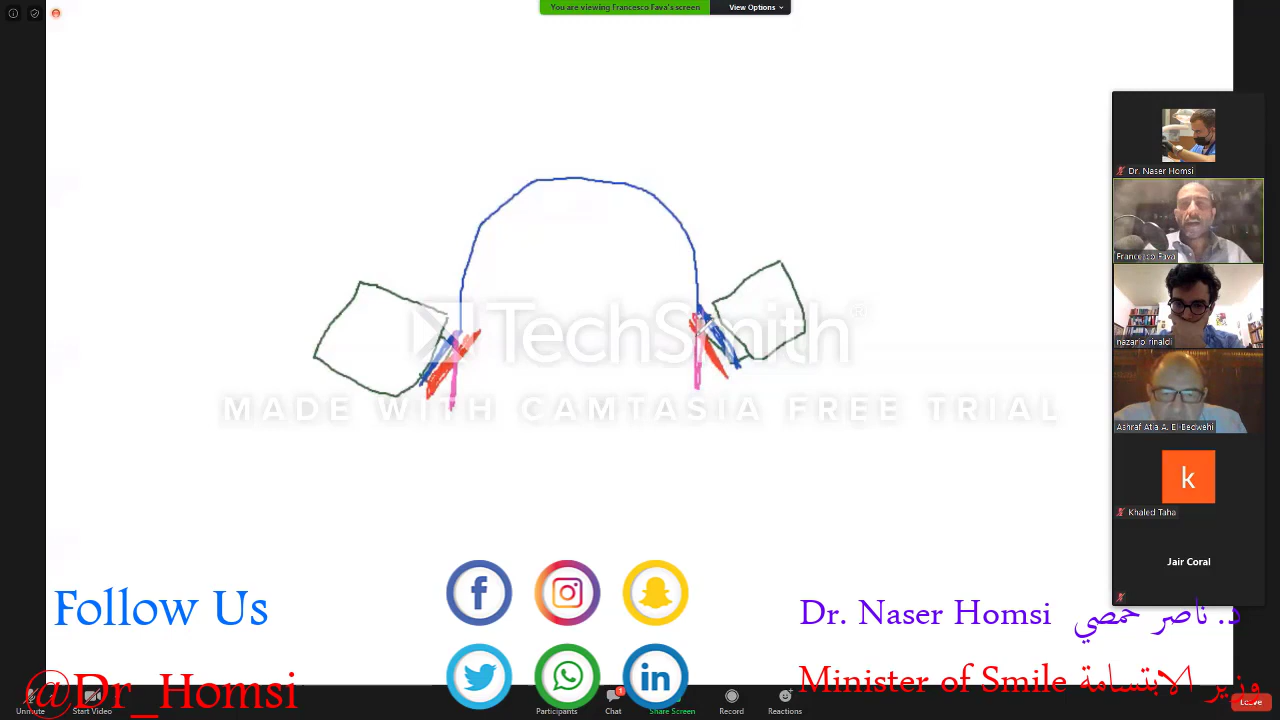 You are viewing Francesco Fava's screen
View Options
Dr. Naser Homsi
Francesco Fava
nazario rinaldi
Ashraf Atia A. El-Bedwehi
k
Khaled Taha
Jair Coral
TechSmith®
MADE WITH CAMTASIA FREE TRIAL
Follow Us
Dr. Naser Homsi د. ناصر حمصي
@Dr_Homsi
Minister of Smile وزير الابتسامة
f
in
Unmute
Start Video
Participants
Chat
1
Share Screen
Record
Reactions
Leave